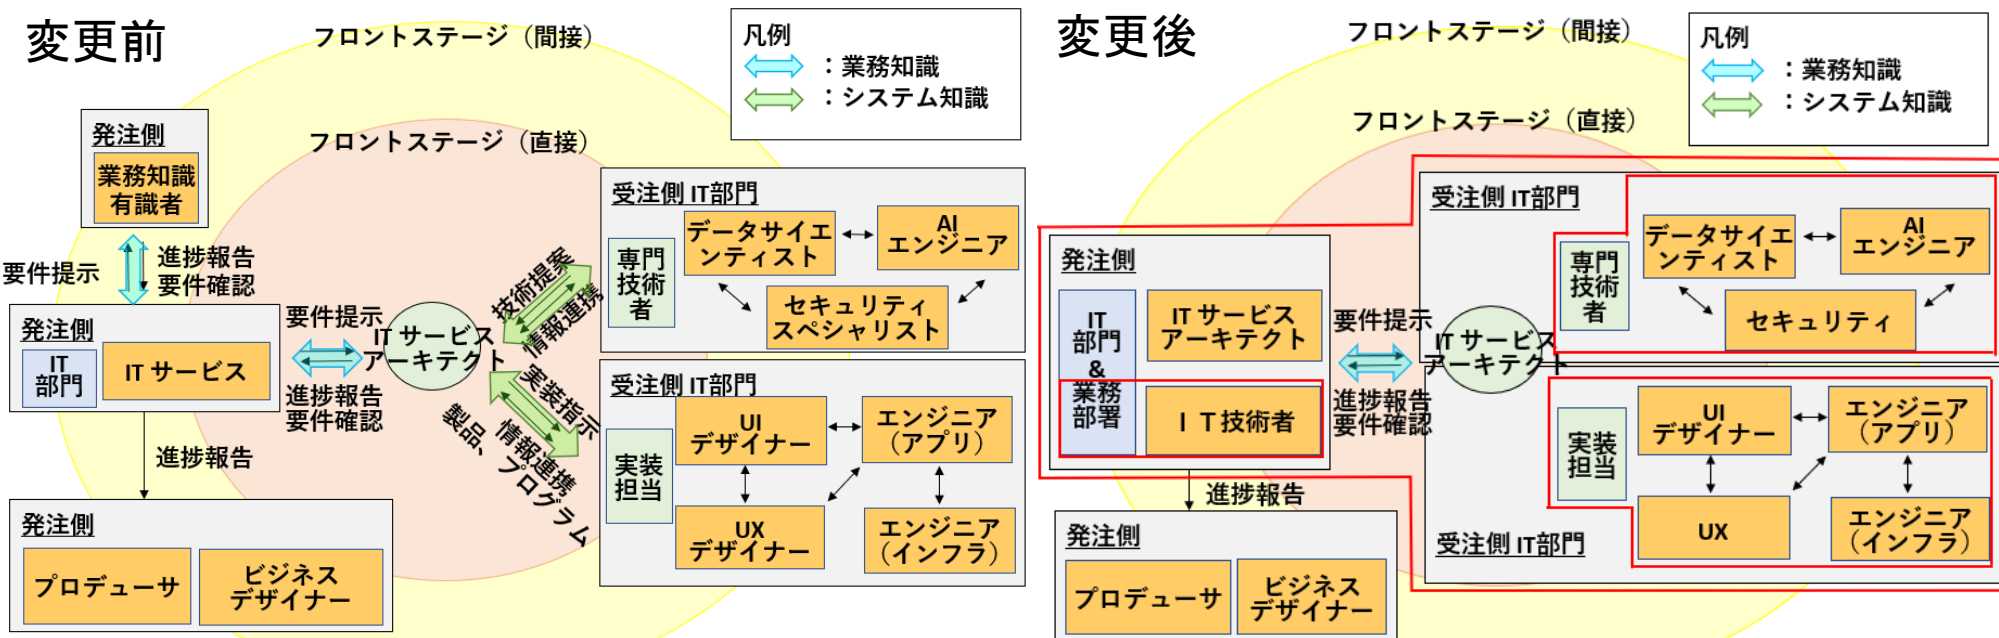 変更前
フロントステージ（間接）
フロントステージ（直接）
凡例
：業務知識
：システム知識
発注側
業務知識
有識者
要件提示
進捗報告
要件確認
発注側
IT
部門
IT サービス
要件提示
進捗報告
要件確認
IT サービス
アーキテクト
技術提案
情報連携
実装指示
情報連携
製品、プログラム
受注側 IT部門
専門
技術
者
データサイエ
ンティスト
AI
エンジニア
セキュリティ
スペシャリスト
受注側 IT部門
実装
担当
UI
デザイナー
エンジニア
（アプリ）
UX
デザイナー
エンジニア
（インフラ）
進捗報告
発注側
プロデューサ
ビジネス
デザイナー
変更後
フロントステージ（間接）
フロントステージ（直接）
凡例
：業務知識
：システム知識
発注側
IT
部門
&
業務
部署
IT サービス
アーキテクト
ＩＴ技術者
要件提示
進捗報告
要件確認
IT サービス
アーキテクト
受注側 IT部門
専門
技術
者
データサイエ
ンティスト
AI
エンジニア
セキュリティ
実装
担当
UI
デザイナー
エンジニア
（アプリ）
UX
エンジニア
（インフラ）
受注側 IT部門
進捗報告
発注側
プロデューサ
ビジネス
デザイナー